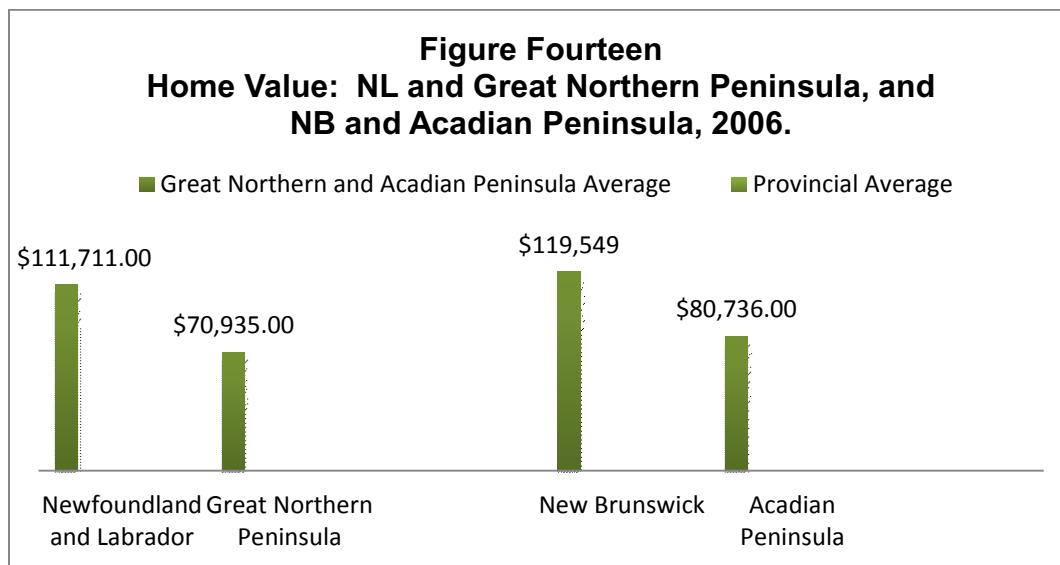 Figure Fourteen
Home Value: NL and Great Northern Peninsula, and
NB and Acadian Peninsula, 2006.
Great Northern and Acadian Peninsula Average
Provincial Average
$111,711.00
$70,935.00
$119,549
$80,736.00
Newfoundland
and Labrador
Great Northern
Peninsula
New Brunswick
Acadian
Peninsula